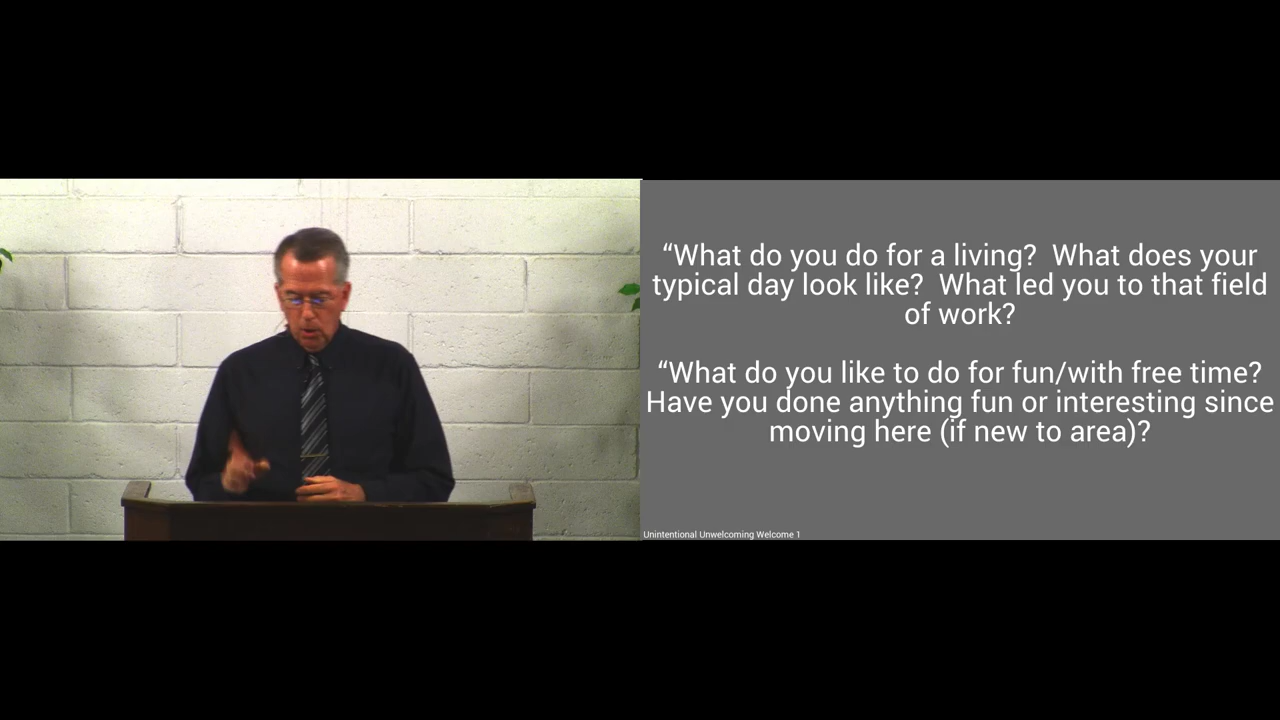 “What do you do for a living?  What does your
typical day look like?  What led you to that field
of work?
“What do you like to do for fun/with free time?
Have you done anything fun or interesting since
moving here (if new to area)?
Unintentional Unwelcoming Welcome 1